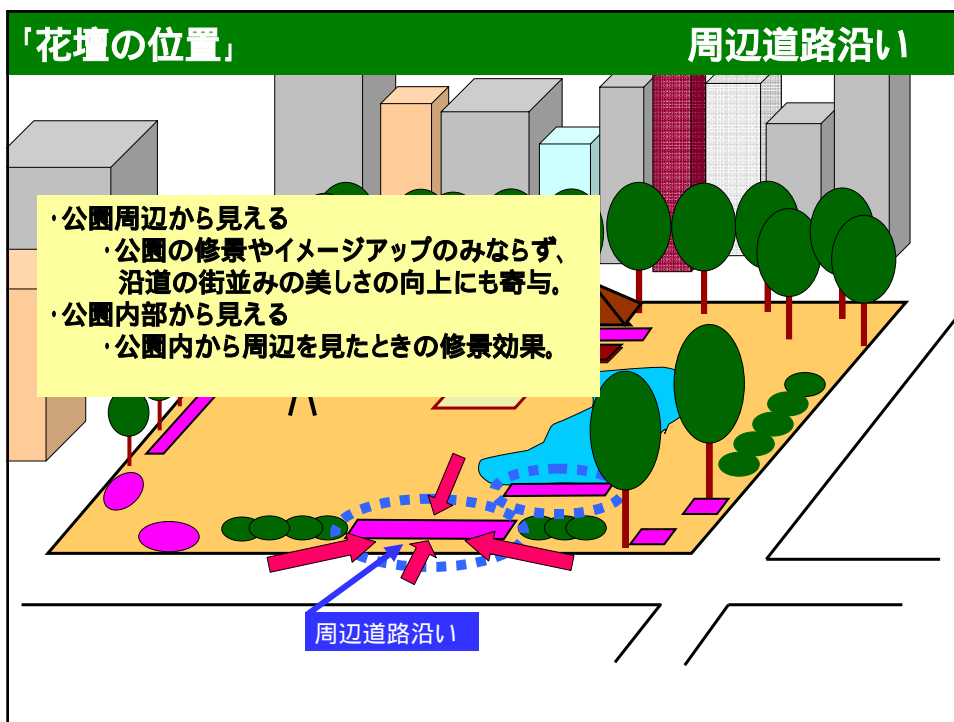 「花壇の位置」
周辺道路沿い
・公園周辺から見える
・公園の修景やイメージアップのみならず、
沿道の街並みの美しさの向上にも寄与。
・公園内部から見える
・公園内から周辺を見たときの修景効果。
周辺道路沿い